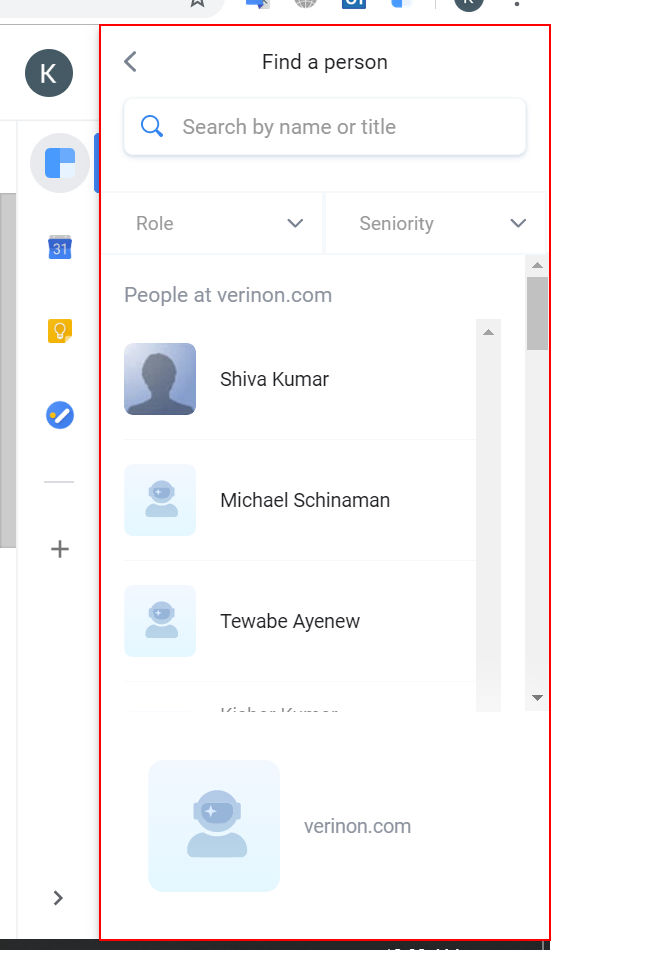 K
K
Find a person
Search by name or title
Role
Seniority
31
People at verinon.com
Shiva Kumar
Michael Schinaman
Tewabe Ayenew
verinon.com